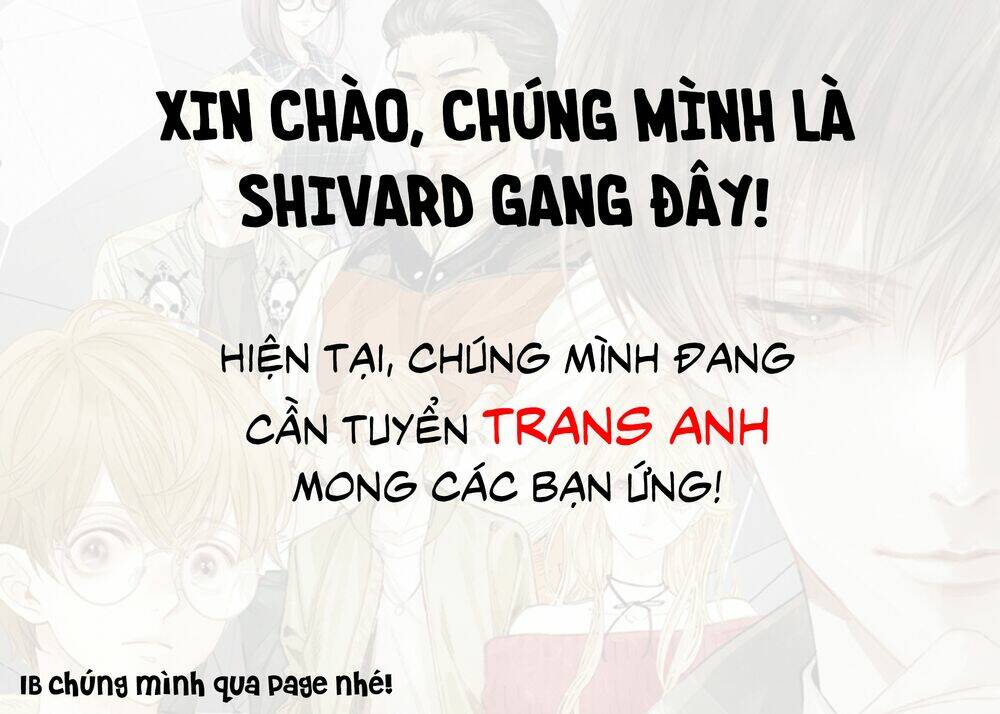 XIN CHÀO, CHÚNG MÌNH LÀ
SHIVARD GANG ĐÂY!
HIỆN TẠI, CHÚNG MÌNH ĐANG
CẦN TUYỂN TRANS ANH
MONG CÁC BẠN ỨNG!
IB chúng mình qua page nhé!